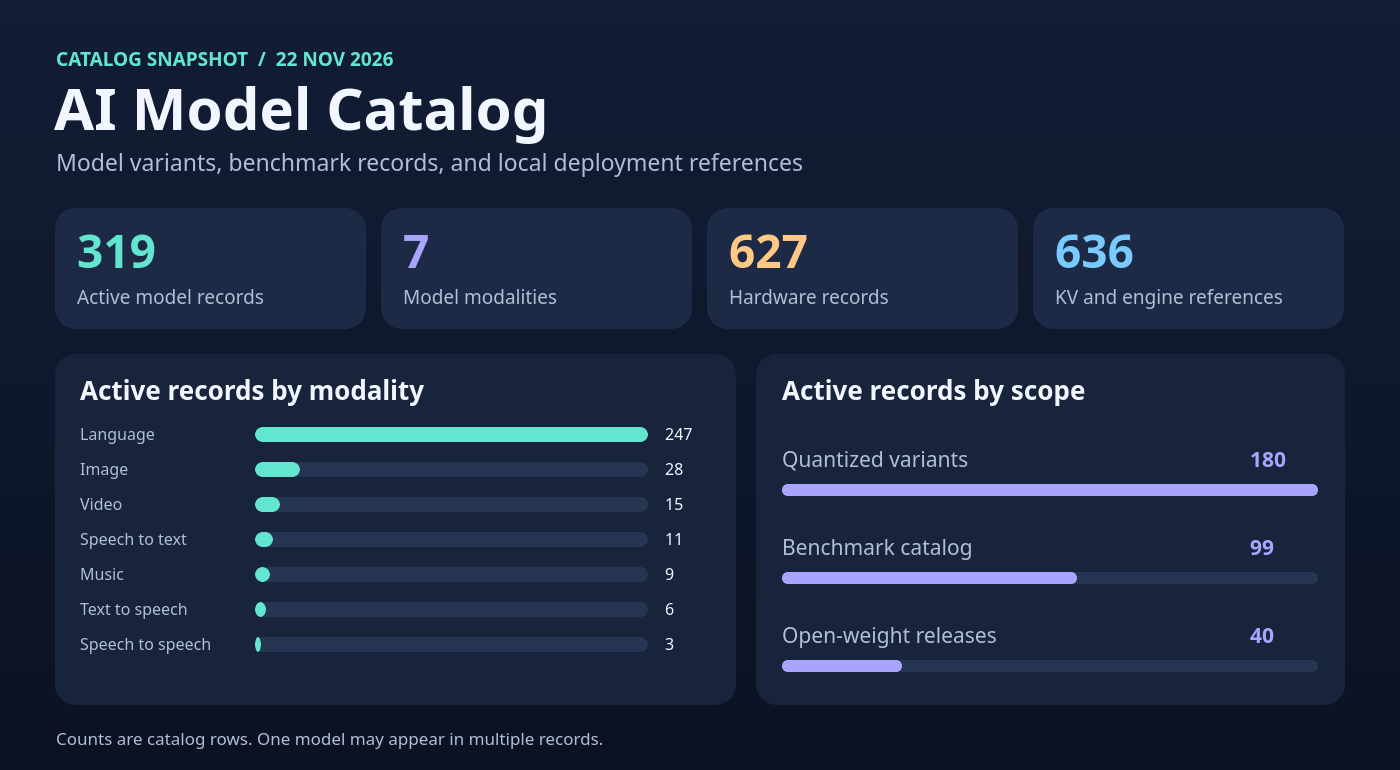 CATALOG SNAPSHOT / 22 NOV 2026
AI Model Catalog
Model variants, benchmark records, and local deployment references
319
Active model records
7
Model modalities
627
Hardware records
636
KV and engine references
Active records by modality
Language 247
Image 28
Video 15
Speech to text 11
Music 9
Text to speech 6
Speech to speech 3
Active records by scope
Quantized variants 180
Benchmark catalog 99
Open-weight releases 40
Counts are catalog rows. One model may appear in multiple records.